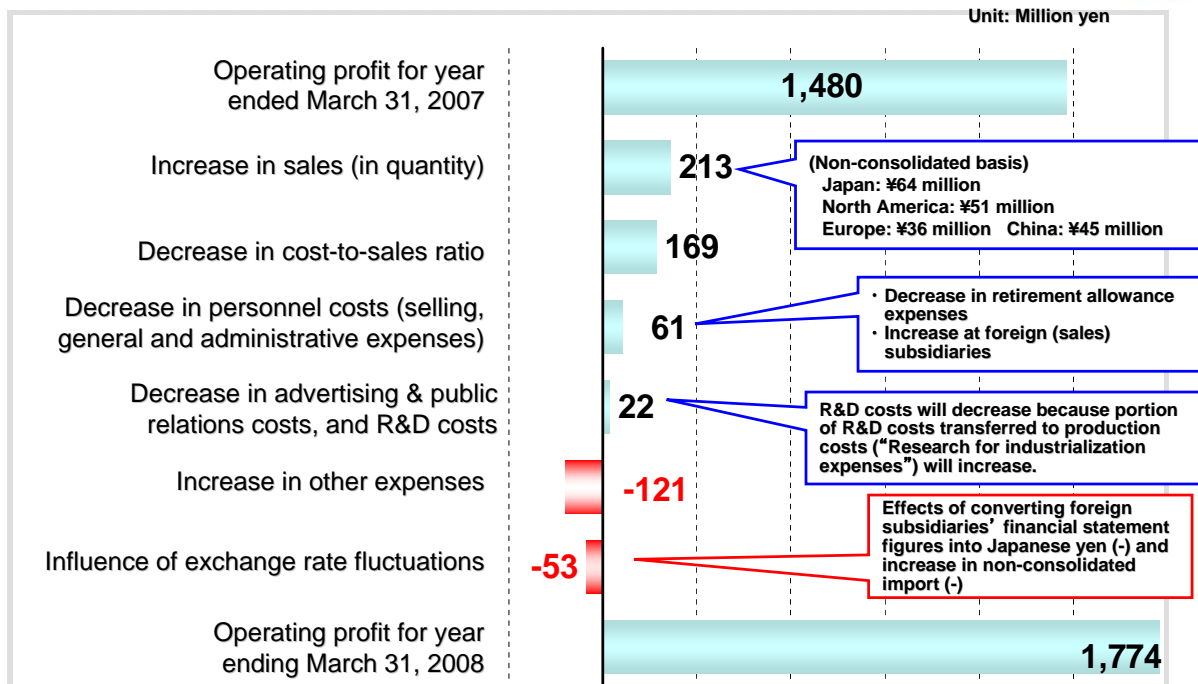 Unit: Million yen
Operating profit for year
ended March 31, 2007
1,480
Increase in sales (in quantity)
213
(Non-consolidated basis)
Japan: ¥64 million
North America: ¥51 million
Europe: ¥36 million China: ¥45 million
Decrease in cost-to-sales ratio
169
Decrease in personnel costs (selling,
general and administrative expenses)
61
・Decrease in retirement allowance
expenses
・Increase at foreign (sales)
subsidiaries
Decrease in advertising & public
relations costs, and R&D costs
22
R&D costs will decrease because portion
of R&D costs transferred to production
costs (“Research for industrialization
expenses”) will increase.
Increase in other expenses
-121
Influence of exchange rate fluctuations
-53
Effects of converting foreign
subsidiaries’ financial statement
figures into Japanese yen (-) and
increase in non-consolidated
import (-)
Operating profit for year
ending March 31, 2008
1,774